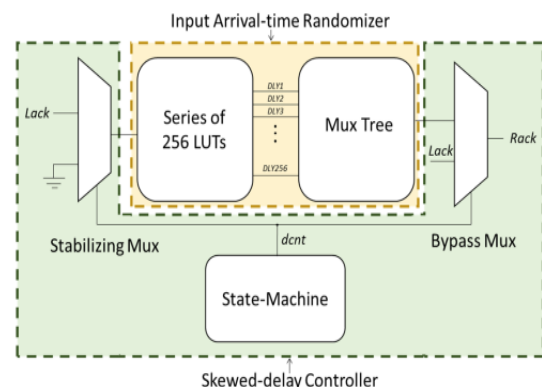 Input Arrival-time Randomizer
Lack
Series of
256 LUTs
DLY1
DLY2
DLY3
DLY256
Mux Tree
Lack
Rack
Stabilizing Mux
dcnt
Bypass Mux
State-Machine
Skewed-delay Controller